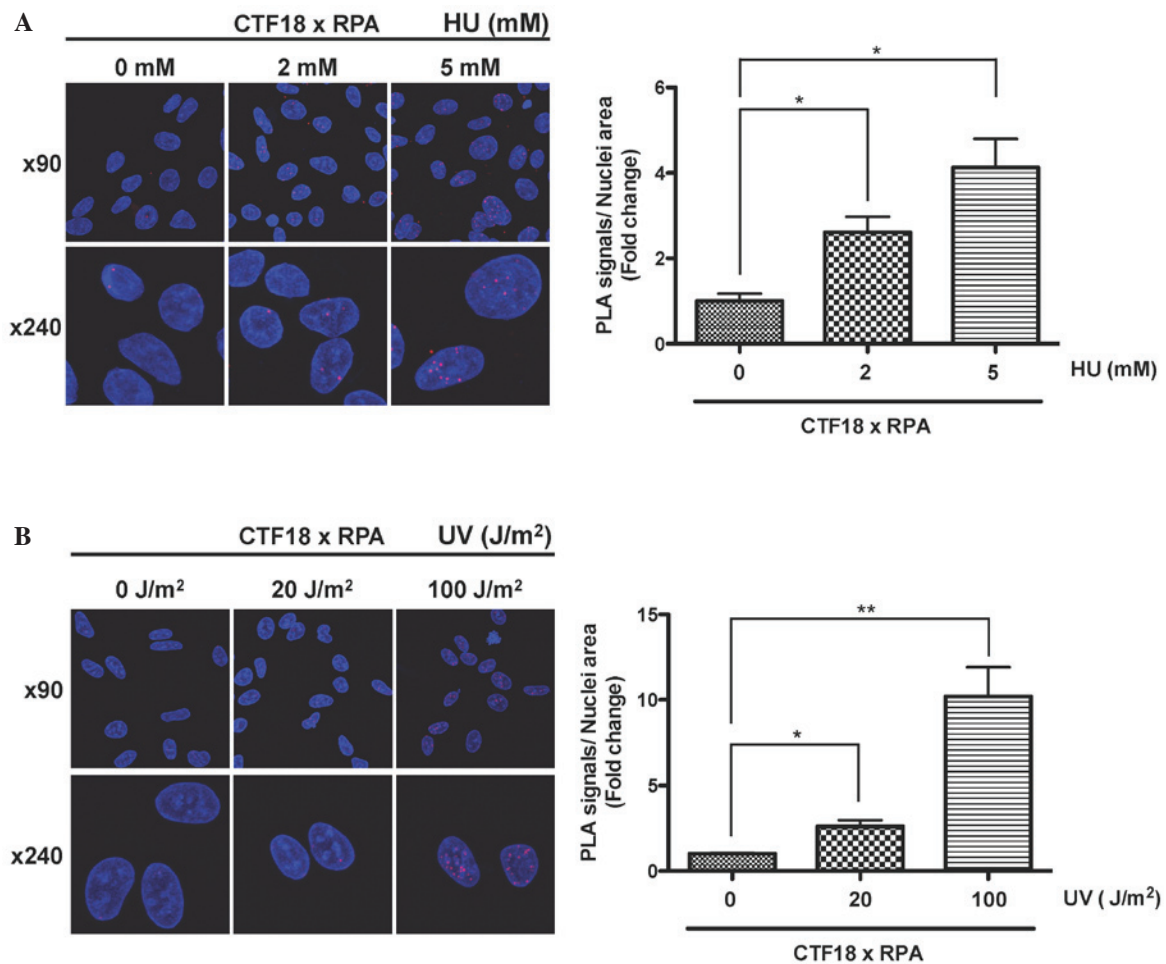 A
CTF18 x RPA HU (mM)
0 mM 2 mM 5 mM
x90
x240
PLA signals/ Nuclei area
(Fold change)
6
4
2
0
*
*
0 2 5 HU (mM)
CTF18 x RPA
B
CTF18 x RPA UV (J/m²)
0 J/m² 20 J/m² 100 J/m²
x90
x240
PLA signals/ Nuclei area
(Fold change)
15
10
5
0
**
*
0 20 100 UV ( J/m²)
CTF18 x RPA